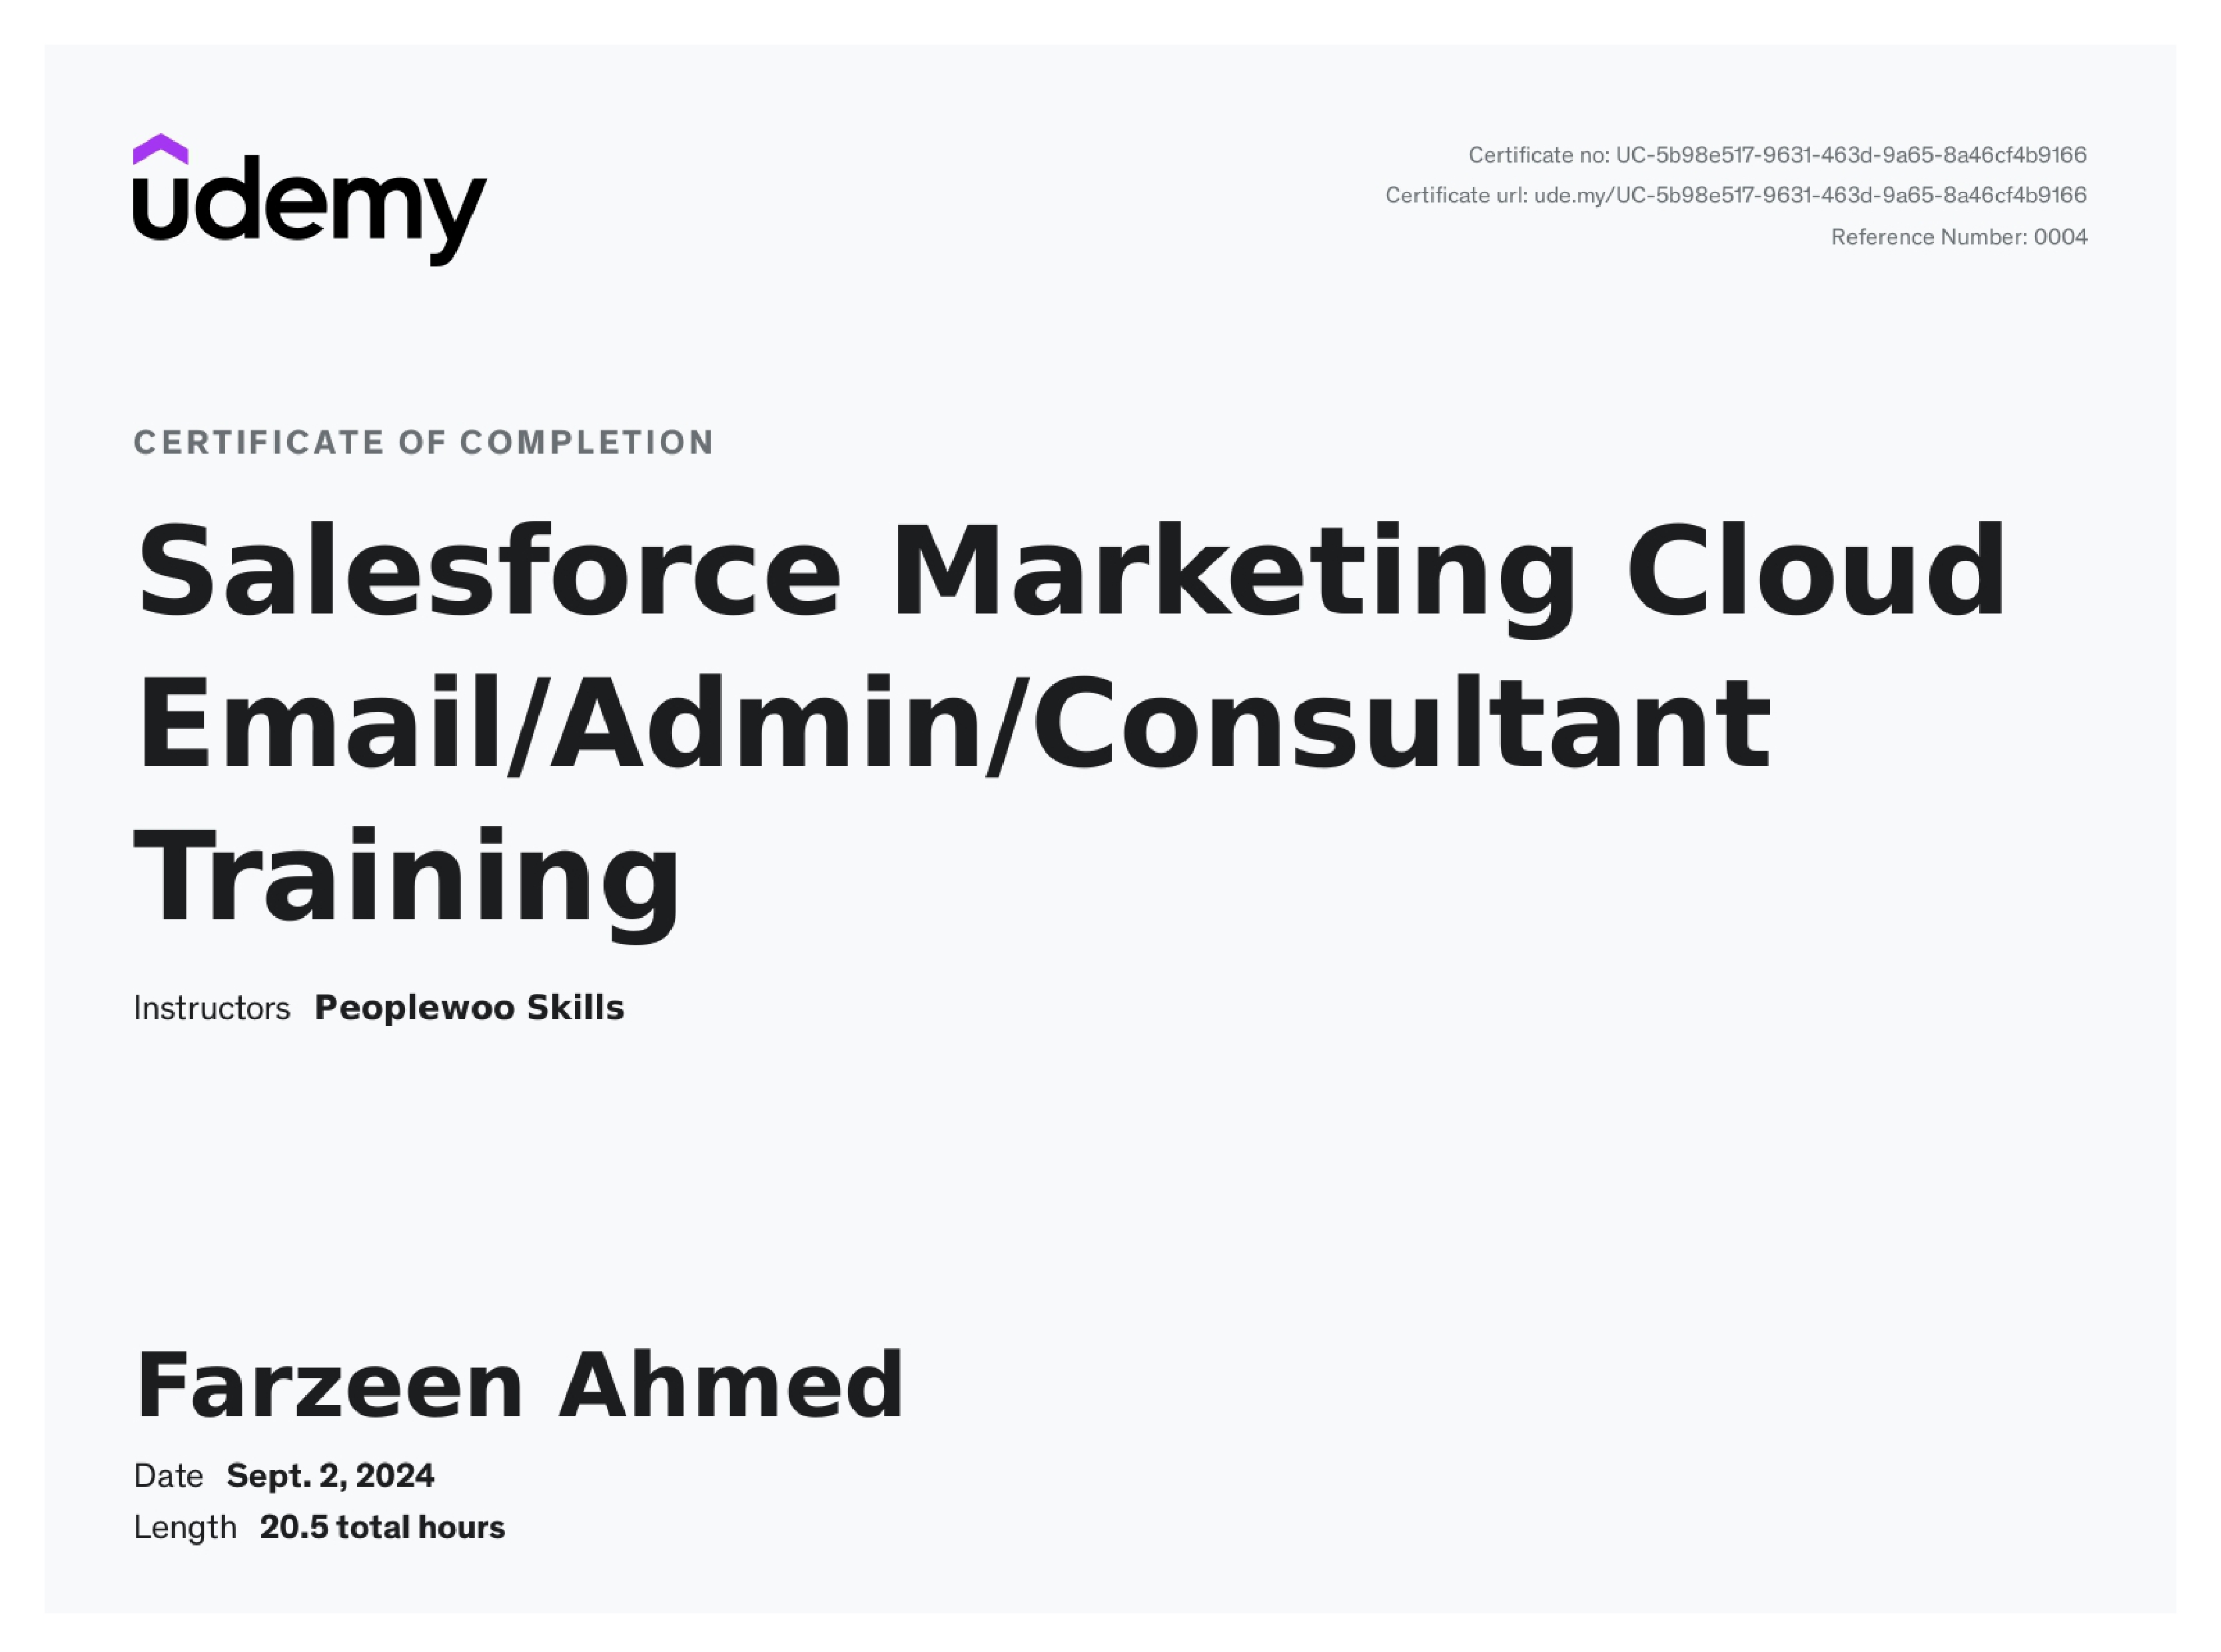 udemy
Certificate no: UC-5b98e517-9631-463d-9a65-8a46cf4b9166
Certificate url: ude.my/UC-5b98e517-9631-463d-9a65-8a46cf4b9166
Reference Number: 0004
CERTIFICATE OF COMPLETION
Salesforce Marketing Cloud
Email/Admin/Consultant
Training
Instructors Peoplewoo Skills
Farzeen Ahmed
Date Sept. 2, 2024
Length 20.5 total hours